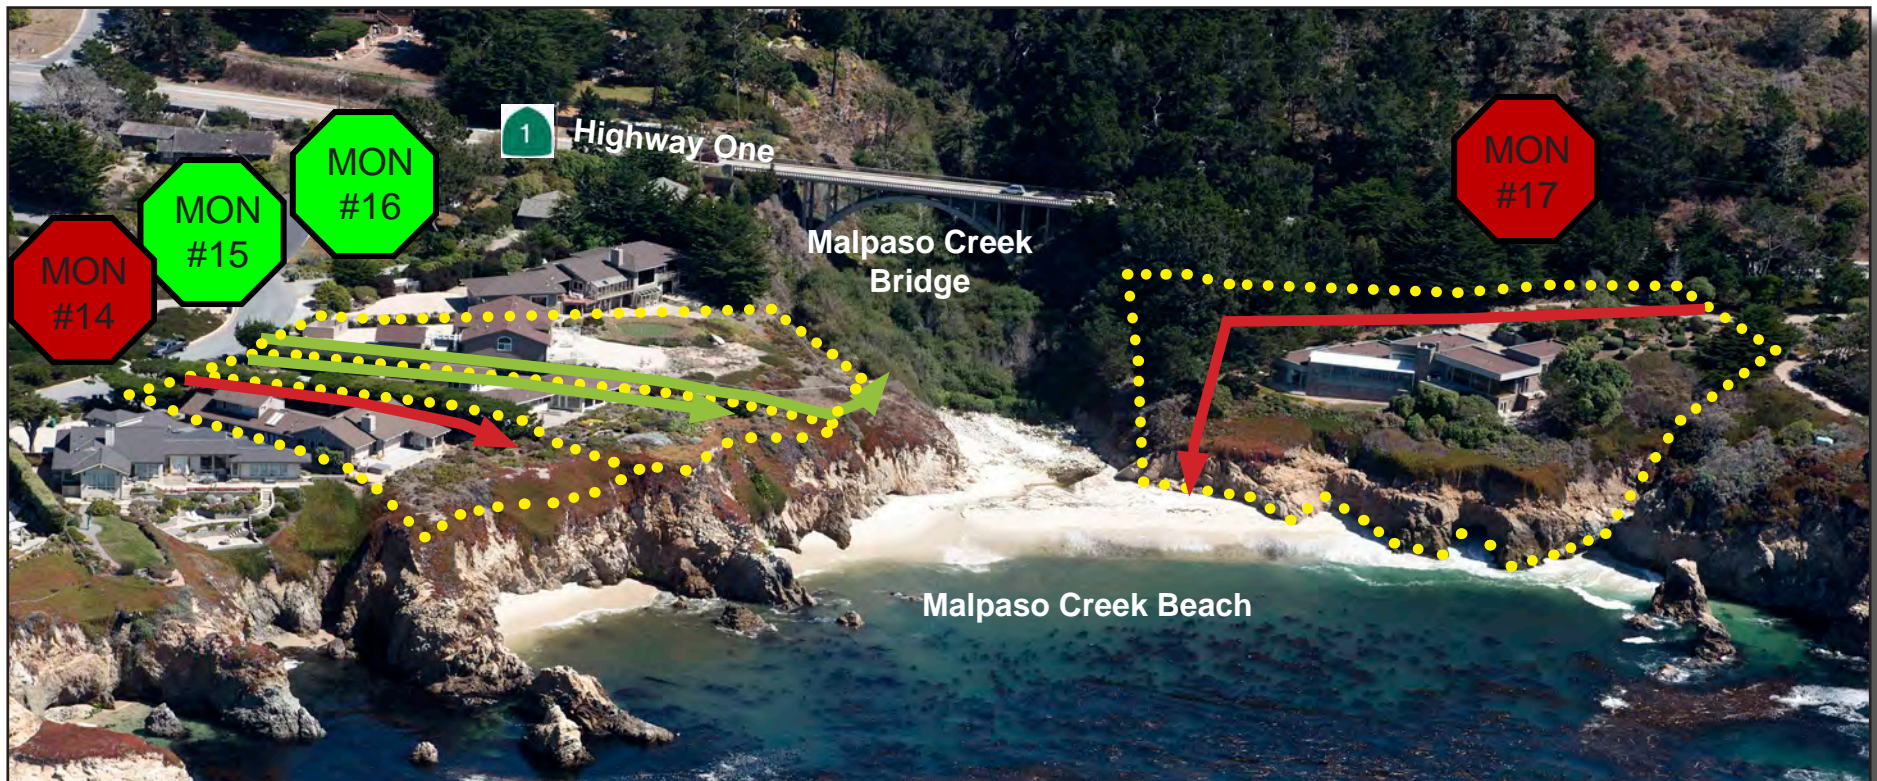 1
Highway One
MON
#16
MON
#17
MON
#15
MON
#14
Malpaso Creek
Bridge
Malpaso Creek Beach